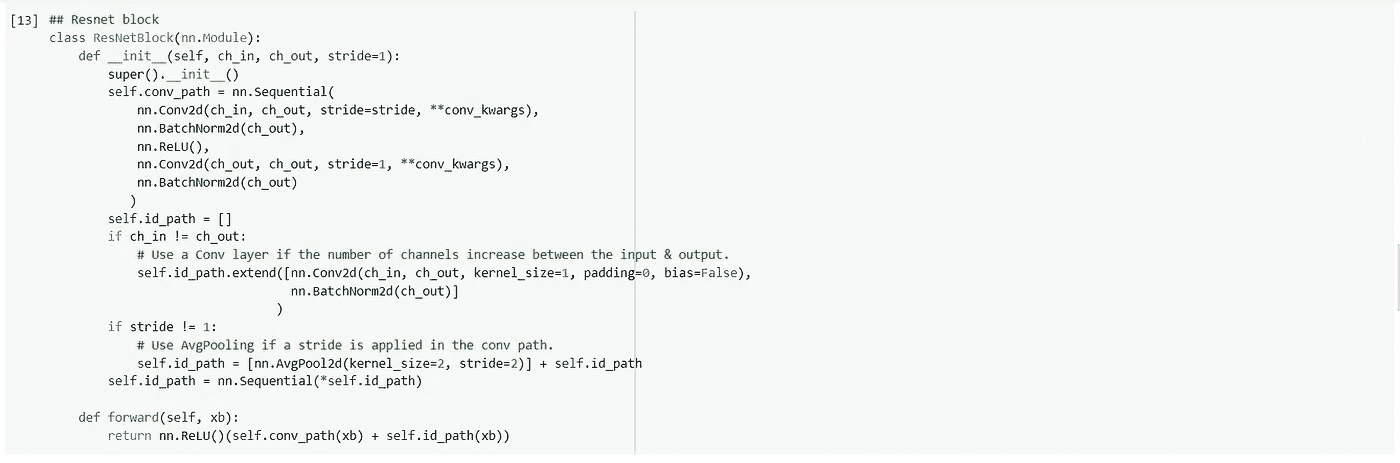 [13] ## Resnet block
class ResNetBlock(nn.Module):
    def __init__(self, ch_in, ch_out, stride=1):
        super().__init__()
        self.conv_path = nn.Sequential(
            nn.Conv2d(ch_in, ch_out, stride=stride, **conv_kwargs),
            nn.BatchNorm2d(ch_out),
            nn.ReLU(),
            nn.Conv2d(ch_out, ch_out, stride=1, **conv_kwargs),
            nn.BatchNorm2d(ch_out)
           )
        self.id_path = []
        if ch_in != ch_out:
            # Use a Conv layer if the number of channels increase between the input & output.
            self.id_path.extend([nn.Conv2d(ch_in, ch_out, kernel_size=1, padding=0, bias=False),
                                 nn.BatchNorm2d(ch_out)]
                               )
        if stride != 1:
            # Use AvgPooling if a stride is applied in the conv path.
            self.id_path = [nn.AvgPool2d(kernel_size=2, stride=2)] + self.id_path
        self.id_path = nn.Sequential(*self.id_path)

    def forward(self, xb):
        return nn.ReLU()(self.conv_path(xb) + self.id_path(xb))